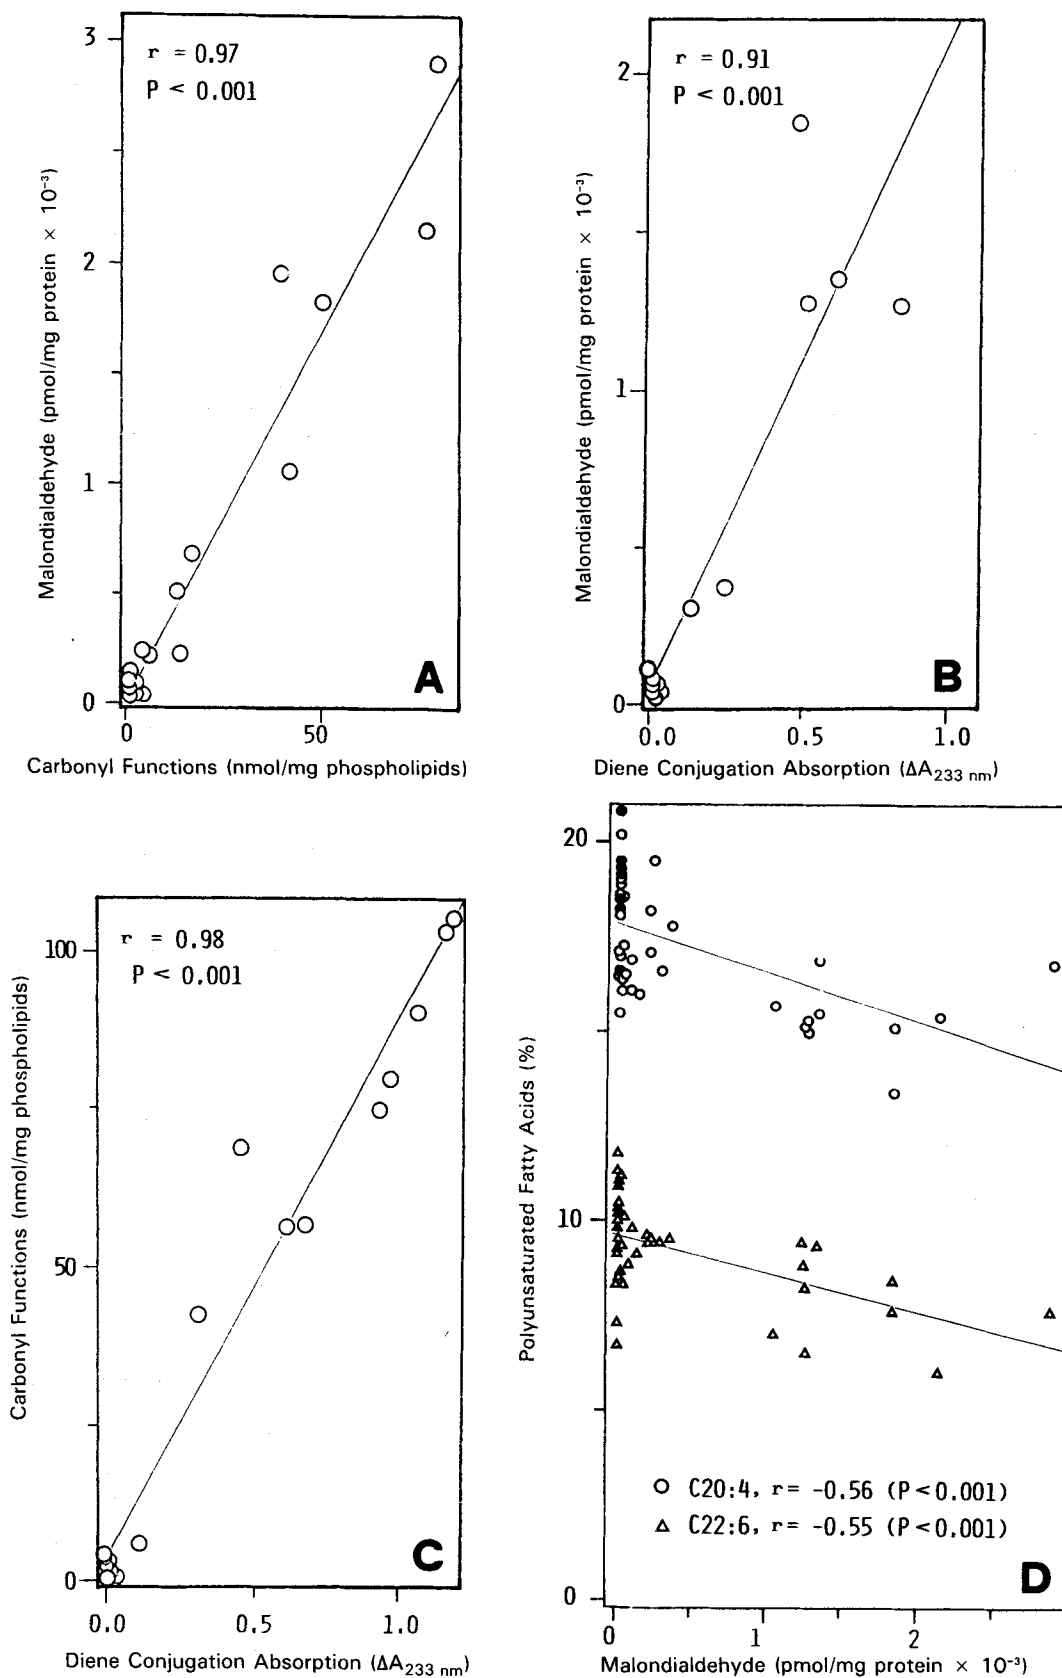 3
r = 0.97
P < 0.001
2
1
0
Malondialdehyde (pmol/mg protein × 10⁻³)
A
0 50
Carbonyl Functions (nmol/mg phospholipids)
r = 0.91
P < 0.001
2
1
0
Malondialdehyde (pmol/mg protein × 10⁻³)
B
0.0 0.5 1.0
Diene Conjugation Absorption (ΔA₂₃₃ ₙₘ)
r = 0.98
P < 0.001
100
50
0
Carbonyl Functions (nmol/mg phospholipids)
C
0.0 0.5 1.0
Diene Conjugation Absorption (ΔA₂₃₃ ₙₘ)
20
10
0
Polyunsaturated Fatty Acids (%)
C20:4, r = -0.56 (P<0.001)
C22:6, r = -0.55 (P<0.001)
D
0 1 2
Malondialdehyde (pmol/mg protein × 10⁻³)